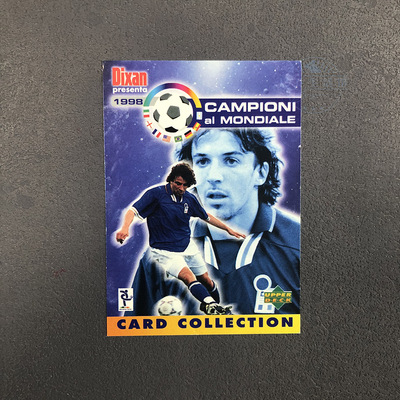 Dixan
presenta
1998
CAMPIONI
al MONDIALE
UPPER
DECK
CARD COLLECTION